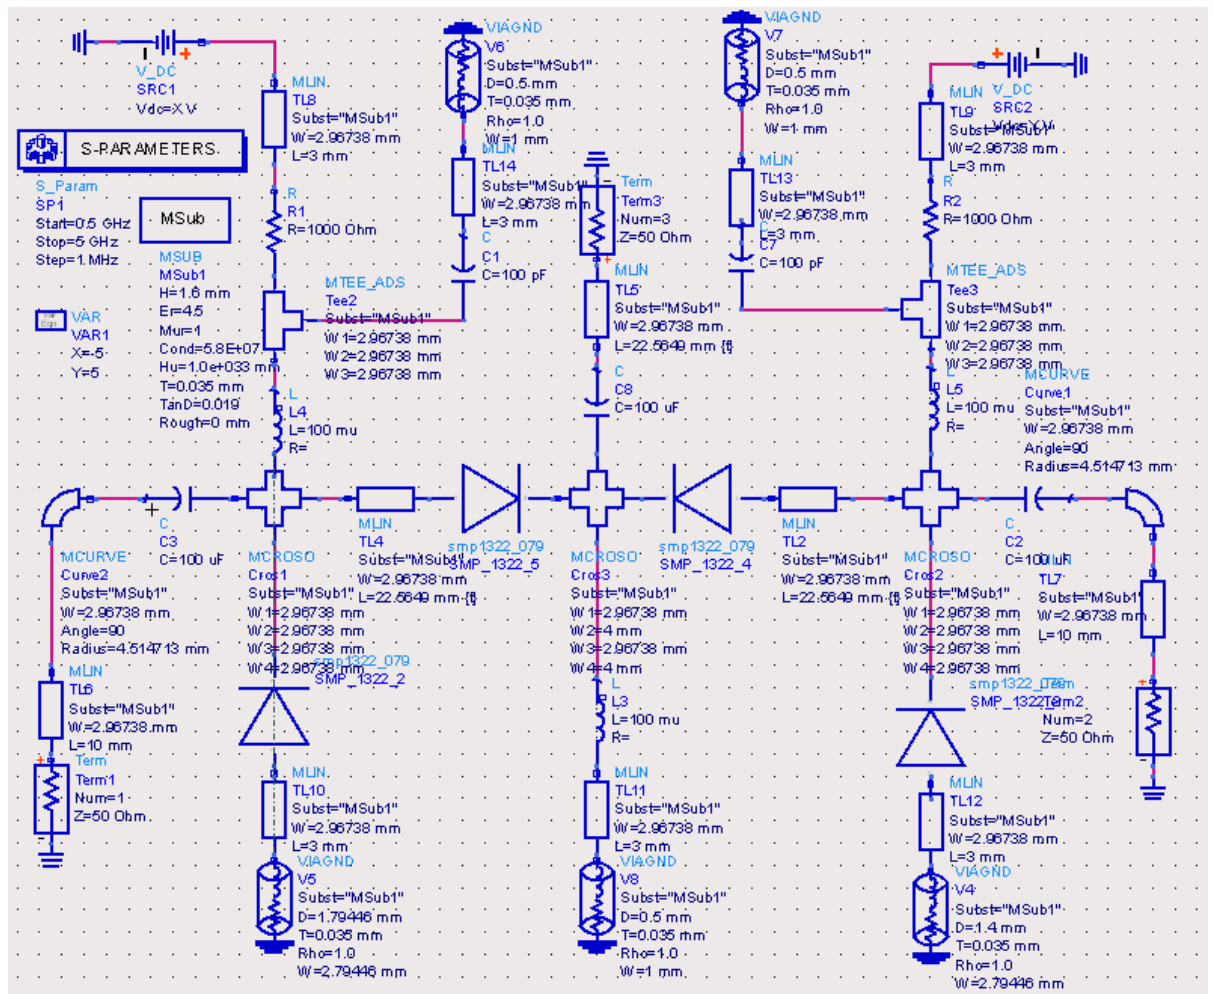 V_DC
SRC1
Vdc=X V
S-PARAMETERS
S_Param
SP1
Start=0.5 GHz
Stop=5 GHz
Step=1 MHz
MSub
MSUB
MSub1
H=1.6 mm
Er=4.5
Mur=1
Cond=5.8E+07
Hu=1.0e+033 mm
T=0.035 mm
TanD=0.019
Rough=0 mm
VAR
VAR1
X=-5
Y=5
MLIN
TL8
Subst="MSub1"
W=2.96738 mm
L=3 mm
R
R1
R=1000 Ohm
MTEE_ADS
Tee2
Subst="MSub1"
W1=2.96738 mm
W2=2.96738 mm
W3=2.96738 mm
L
L4
L=100 mu
R=
VIAGND
V6
Subst="MSub1"
D=0.5 mm
T=0.035 mm
Rho=1.0
W=1 mm
MLIN
TL14
Subst="MSub1"
W=2.96738 mm
L=3 mm
C
C1
C=100 pF
Term
Term3
Num=3
Z=50 Ohm
MLIN
TL5
Subst="MSub1"
W=2.96738 mm
L=22.5649 mm {t}
C
C8
C=100 uF
VIAGND
V7
Subst="MSub1"
D=0.5 mm
T=0.035 mm
Rho=1.0
W=1 mm
MLIN
TL13
Subst="MSub1"
W=2.96738 mm
L=3 mm
C
C7
C=100 pF
V_DC
SRC2
MLIN
TL9
Subst="MSub1"
W=2.96738 mm
L=3 mm
R
R2
R=1000 Ohm
MTEE_ADS
Tee3
Subst="MSub1"
W1=2.96738 mm
W2=2.96738 mm
W3=2.96738 mm
L
L5
L=100 mu
R=
MCURVE
Curve1
Subst="MSub1"
W=2.96738 mm
Angle=90
Radius=4.514713 mm
C
C3
C=100 uF
MCURVE
Curve2
Subst="MSub1"
W=2.96738 mm
Angle=90
Radius=4.514713 mm
MLIN
TL6
Subst="MSub1"
W=2.96738 mm
L=10 mm
Term
Term1
Num=1
Z=50 Ohm
MCROSO
Cros1
Subst="MSub1"
W1=2.96738 mm
W2=2.96738 mm
W3=2.96738 mm
W4=2.96738 mm
smp1322_079
SMP_1322_2
MLIN
TL4
Subst="MSub1"
W=2.96738 mm
L=22.5649 mm {t}
smp1322_079
SMP_1322_5
MCROSO
Cros3
Subst="MSub1"
W1=2.96738 mm
W2=4 mm
W3=2.96738 mm
W4=4 mm
smp1322_079
SMP_1322_4
MLIN
TL2
Subst="MSub1"
W=2.96738 mm
L=22.5649 mm {t}
MCROSO
Cros2
Subst="MSub1"
W1=2.96738 mm
W2=2.96738 mm
W3=2.96738 mm
W4=2.96738 mm
C
C2
C=100 uF
TL7
Subst="MSub1"
W=2.96738 mm
L=10 mm
smp1322_079
Term2
Num=2
Z=50 Ohm
L
L3
L=100 mu
R=
MLIN
TL10
Subst="MSub1"
W=2.96738 mm
L=3 mm
VIAGND
V5
Subst="MSub1"
D=1.79446 mm
T=0.035 mm
Rho=1.0
W=2.79446 mm
MLIN
TL11
Subst="MSub1"
W=2.96738 mm
L=3 mm
VIAGND
V8
Subst="MSub1"
D=0.5 mm
T=0.035 mm
Rho=1.0
W=1 mm
MLIN
TL12
Subst="MSub1"
W=2.96738 mm
L=3 mm
VIAGND
V4
Subst="MSub1"
D=1.4 mm
T=0.035 mm
Rho=1.0
W=2.79446 mm